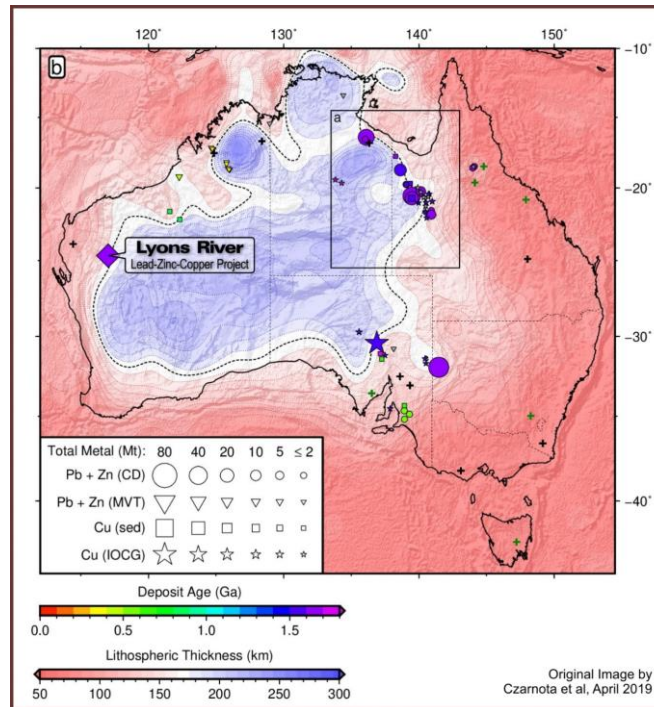 120° 130° 140° 150°
b
−10°
a
−20°
Lyons River
Lead-Zinc-Copper Project
−30°
−40°
Total Metal (Mt): 80 40 20 10 5 ≤ 2
Pb + Zn (CD)
Pb + Zn (MVT)
Cu (sed)
Cu (IOCG)
Deposit Age (Ga)
0.0 0.5 1.0 1.5
Lithospheric Thickness (km)
50 100 150 200 250 300
Original Image by
Czarnota et al, April 2019